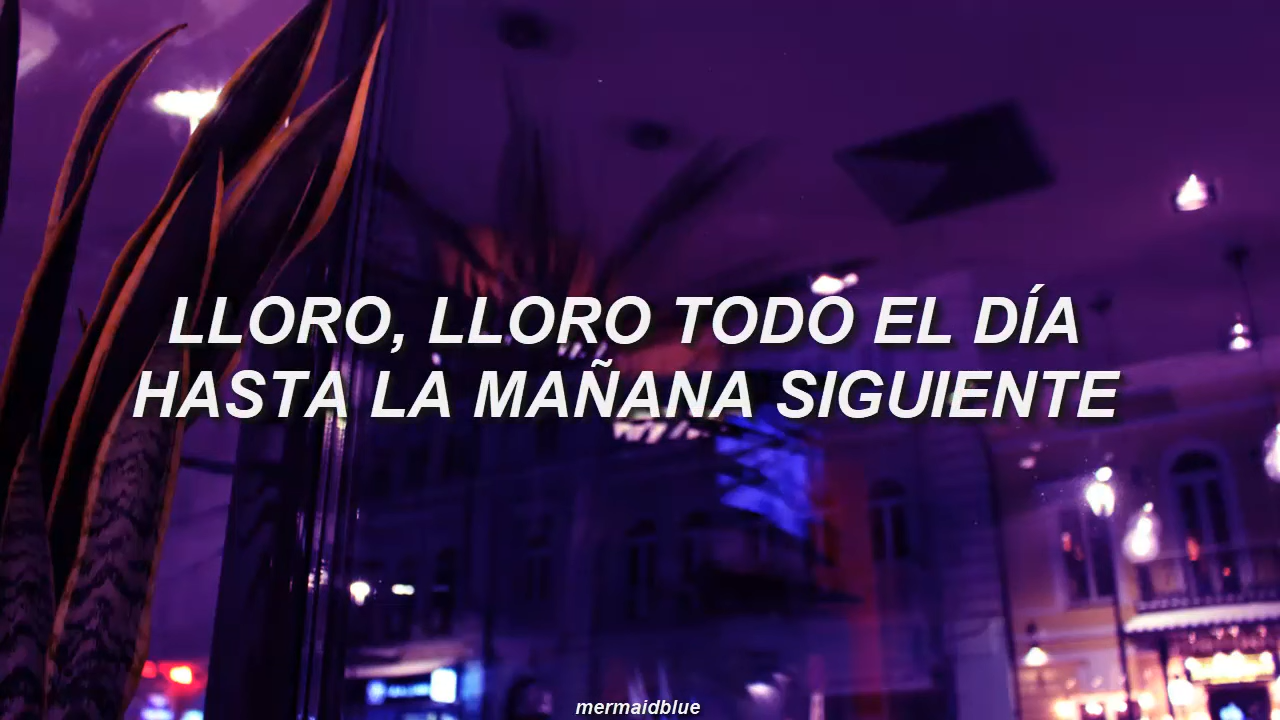 LLORO, LLORO TODO EL DÍA
HASTA LA MAÑANA SIGUIENTE
mermaidblue